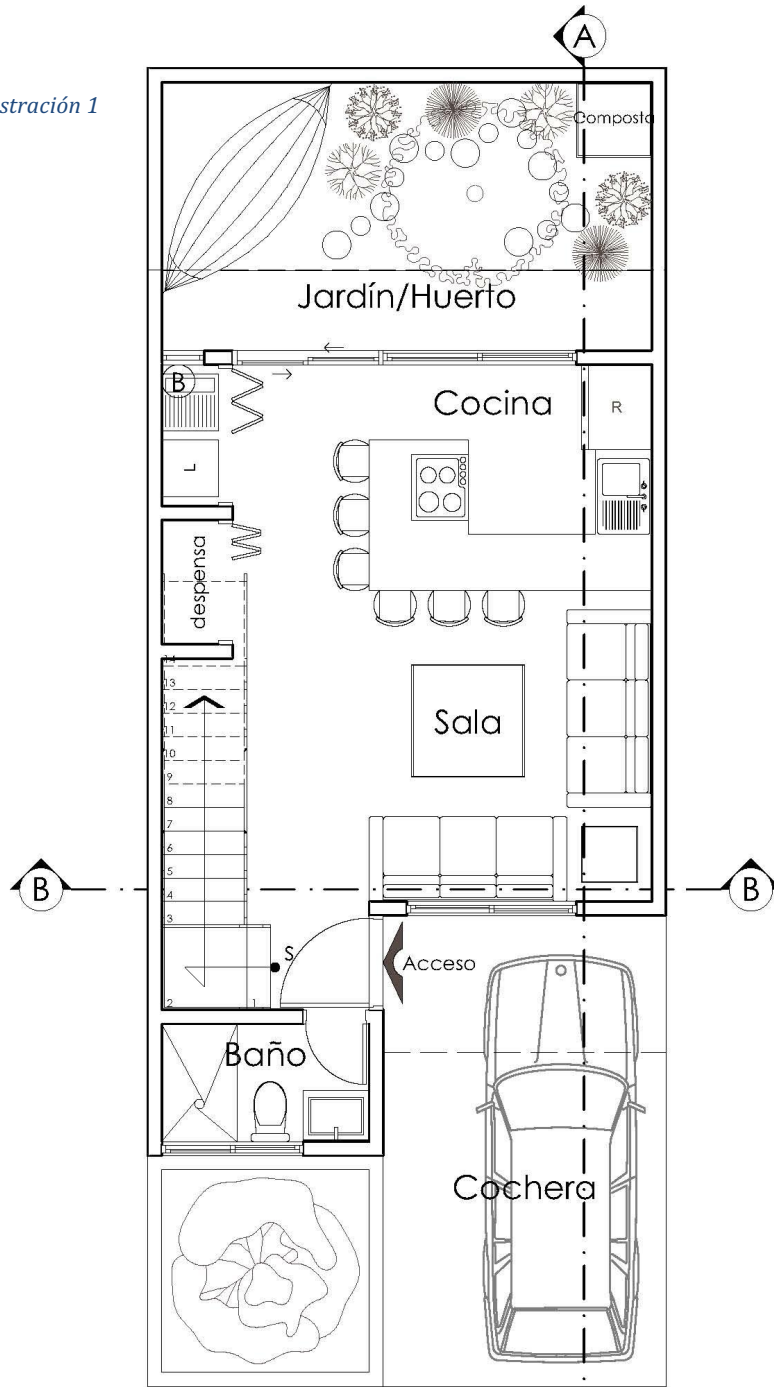 A
stración 1
Composta
Jardín/Huerto
B
Cocina
R
L
despensa
14
13
12
11
10
9
8
7
6
5
4
3
Sala
B
B
S
Acceso
2
1
Baño
Cochera